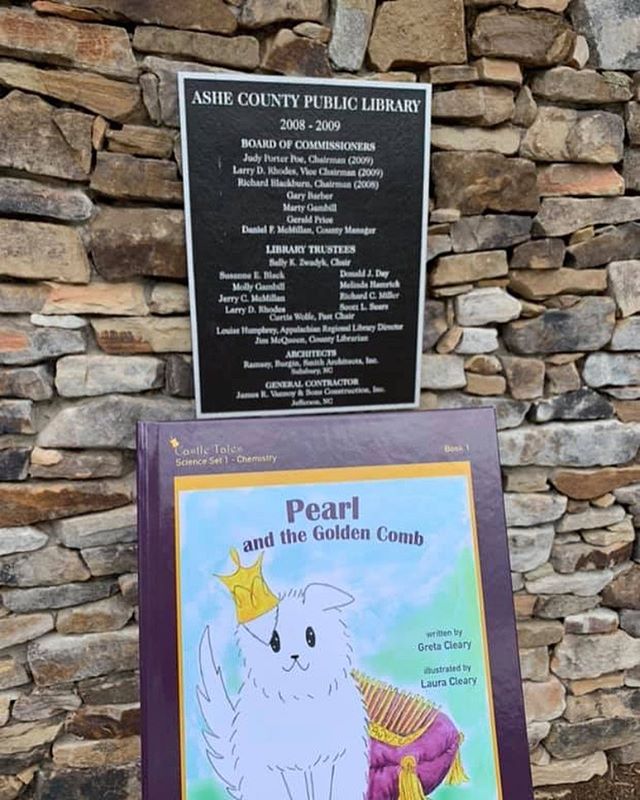 ASHE COUNTY PUBLIC LIBRARY
2008 - 2009
BOARD OF COMMISSIONERS
Judy Porter Poe, Chairman (2009)
Larry D. Rhodes, Vice Chairman (2009)
Richard Blackburn, Chairman (2008)
Gary Barber
Marty Gambill
Gerald Price
Daniel F. McMillan, County Manager
LIBRARY TRUSTEES
Sally K. Zwadyk, Chair
Susanne E. Black Donald J. Day
Molly Gambill Melinda Hamrick
Jerry C. McMillan Richard C. Miller
Larry D. Rhodes Scott L. Sears
Curtis Wolfe, Past Chair
Louise Humphrey, Appalachian Regional Library Director
Jim McQueen, County Librarian
ARCHITECTS
Ramsay, Burgin, Smith Architects, Inc.
Salisbury, NC
GENERAL CONTRACTOR
James R. Vannoy & Sons Construction, Inc.
Jefferson, NC
Castle Tales
Science Set 1 - Chemistry
Book 1
Pearl
and the Golden Comb
written by
Greta Cleary
illustrated by
Laura Cleary